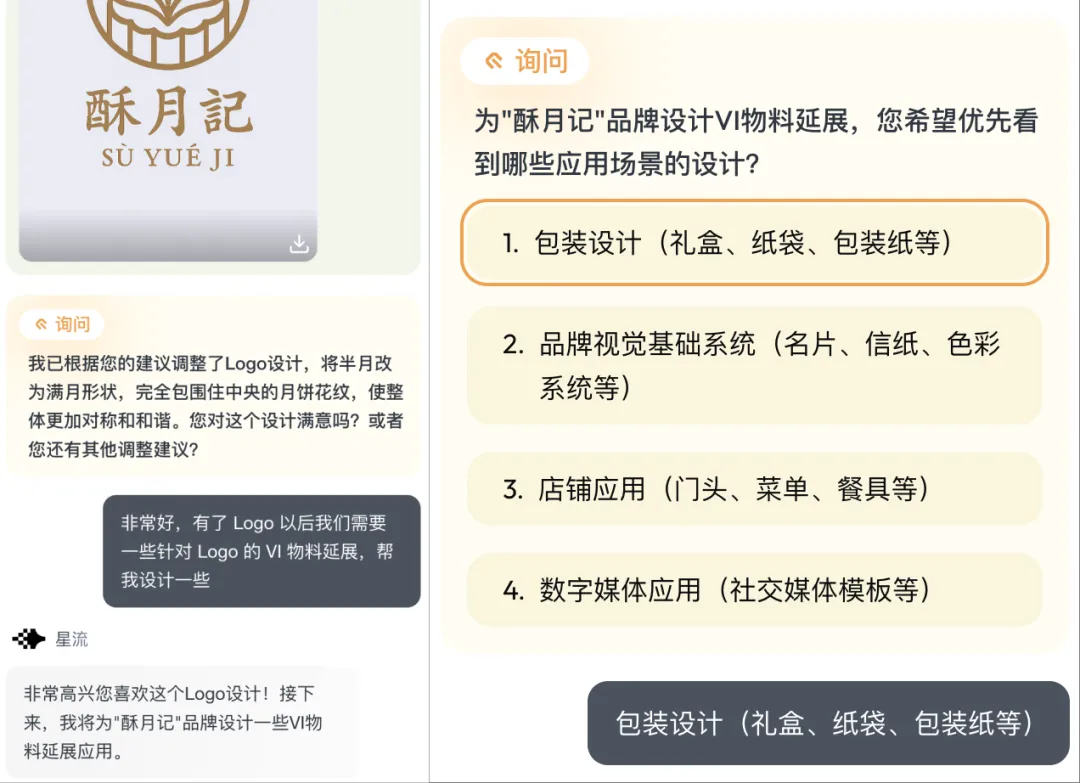 酥月記
SÙ YUÉ JI
询问
我已根据您的建议调整了Logo设计，将半月改
为满月形状，完全包围住中央的月饼花纹，使整
体更加对称和和谐。您对这个设计满意吗？或者
您还有其他调整建议？
非常好，有了 Logo 以后我们需要
一些针对 Logo 的 VI 物料延展，帮
我设计一些
星流
非常高兴您喜欢这个Logo设计！接下
来，我将为"酥月记"品牌设计一些VI物
料延展应用。
询问
为"酥月记"品牌设计VI物料延展，您希望优先看
到哪些应用场景的设计？
1. 包装设计（礼盒、纸袋、包装纸等）
2. 品牌视觉基础系统（名片、信纸、色彩
系统等）
3. 店铺应用（门头、菜单、餐具等）
4. 数字媒体应用（社交媒体模板等）
包装设计（礼盒、纸袋、包装纸等）